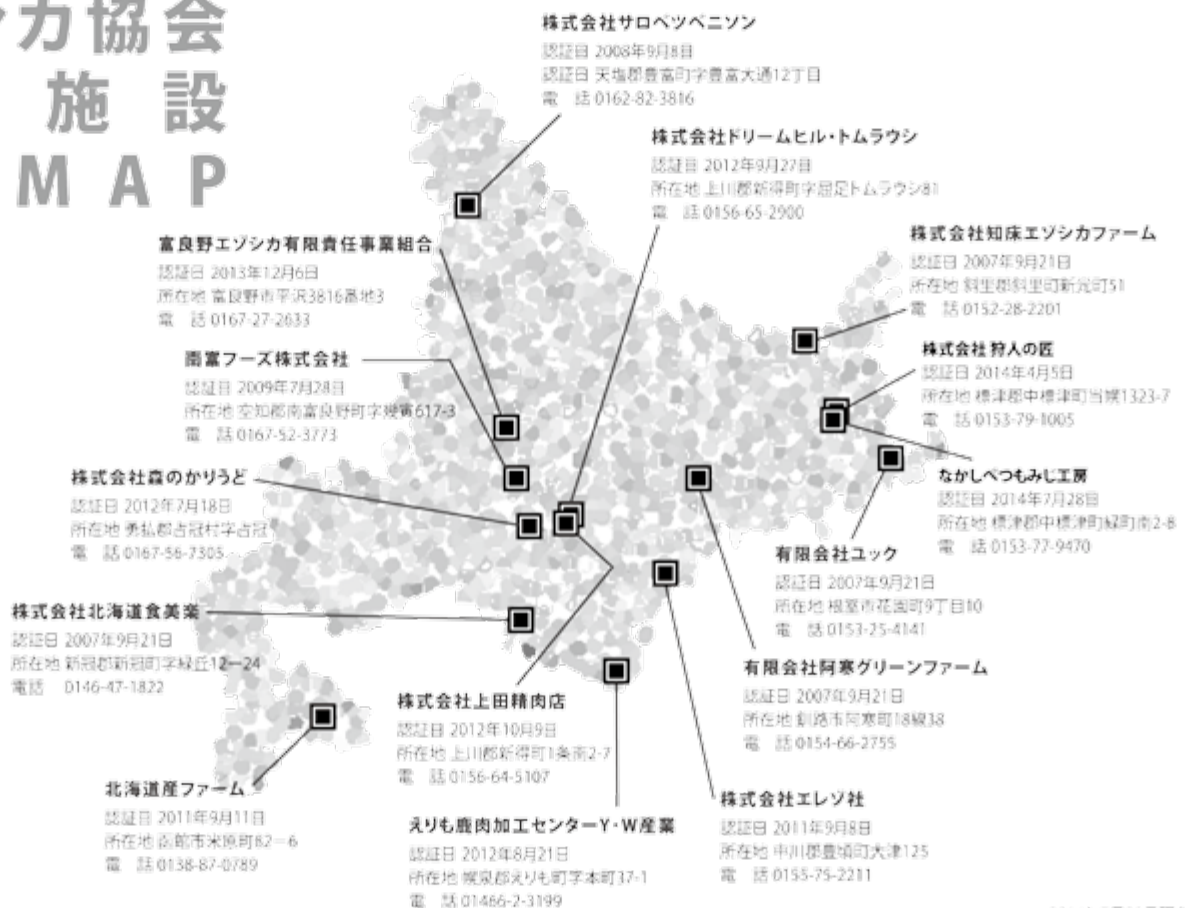 カ協会
施設
MAP
株式会社サロベツベニソン
認証日 2008年9月8日
認証日 天塩郡豊富町字豊富大通12丁目
電 話 0162-82-3816
株式会社ドリームヒル・トムラウシ
認証日 2012年9月27日
所在地 上川郡新得町字屈足トムラウシ81
電 話 0156-65-2900
富良野エゾシカ有限責任事業組合
認証日 2013年12月6日
所在地 富良野市平沢3816番地3
電 話 0167-27-2633
株式会社知床エゾシカファーム
認証日 2007年9月21日
所在地 斜里郡斜里町新光町51
電 話 0152-28-2201
南富フーズ株式会社
認証日 2009年7月28日
所在地 空知郡南富良野町字幾寅617-3
電 話 0167-52-3773
株式会社 狩人の匠
認証日 2014年4月5日
所在地 標津郡中標津町当幌1323-7
電 話 0153-79-1005
株式会社森のかりうど
認証日 2012年7月18日
所在地 勇払郡占冠村字占冠
電 話 0167-56-7305
なかしべつもみじ工房
認証日 2014年7月28日
所在地 標津郡中標津町緑町南2-8
電 話 0153-77-9470
有限会社ユック
認証日 2007年9月21日
所在地 根室市花園町9丁目10
電 話 0153-25-4141
株式会社北海道食美楽
認証日 2007年9月21日
所在地 新冠郡新冠町字緑丘12ー24
電話 0146-47-1822
有限会社阿寒グリーンファーム
認証日 2007年9月21日
所在地 釧路市阿寒町18線38
電 話 0154-66-2755
株式会社上田精肉店
認証日 2012年10月9日
所在地 上川郡新得町1条南2-7
電 話 0156-64-5107
北海道産ファーム
認証日 2011年9月11日
所在地 函館市米原町82＝6
電 話 0138-87-0789
えりも鹿肉加工センターY・W産業
認証日 2012年8月21日
所在地 幌泉郡えりも町字本町37-1
電 話 01466-2-3199
株式会社エレゾ社
認証日 2011年9月8日
所在地 中川郡豊頃町大津125
電 話 0155-75-2211